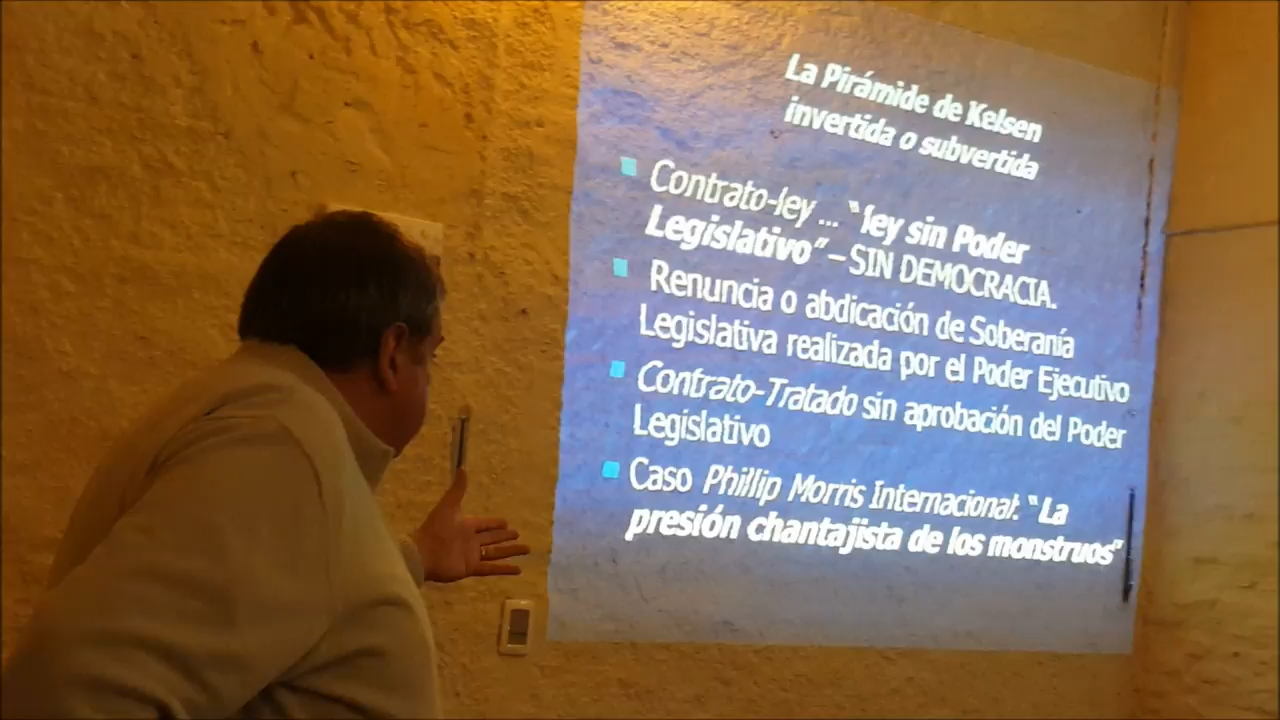 La Pirámide de Kelsen
invertida o subvertida
Contrato-ley ... “ley sin Poder
Legislativo” – SIN DEMOCRACIA.
Renuncia o abdicación de Soberanía
Legislativa realizada por el Poder Ejecutivo
Contrato-Tratado sin aprobación del Poder
Legislativo
Caso Phillip Morris Internacional: “La
presión chantajista de los monstruos”